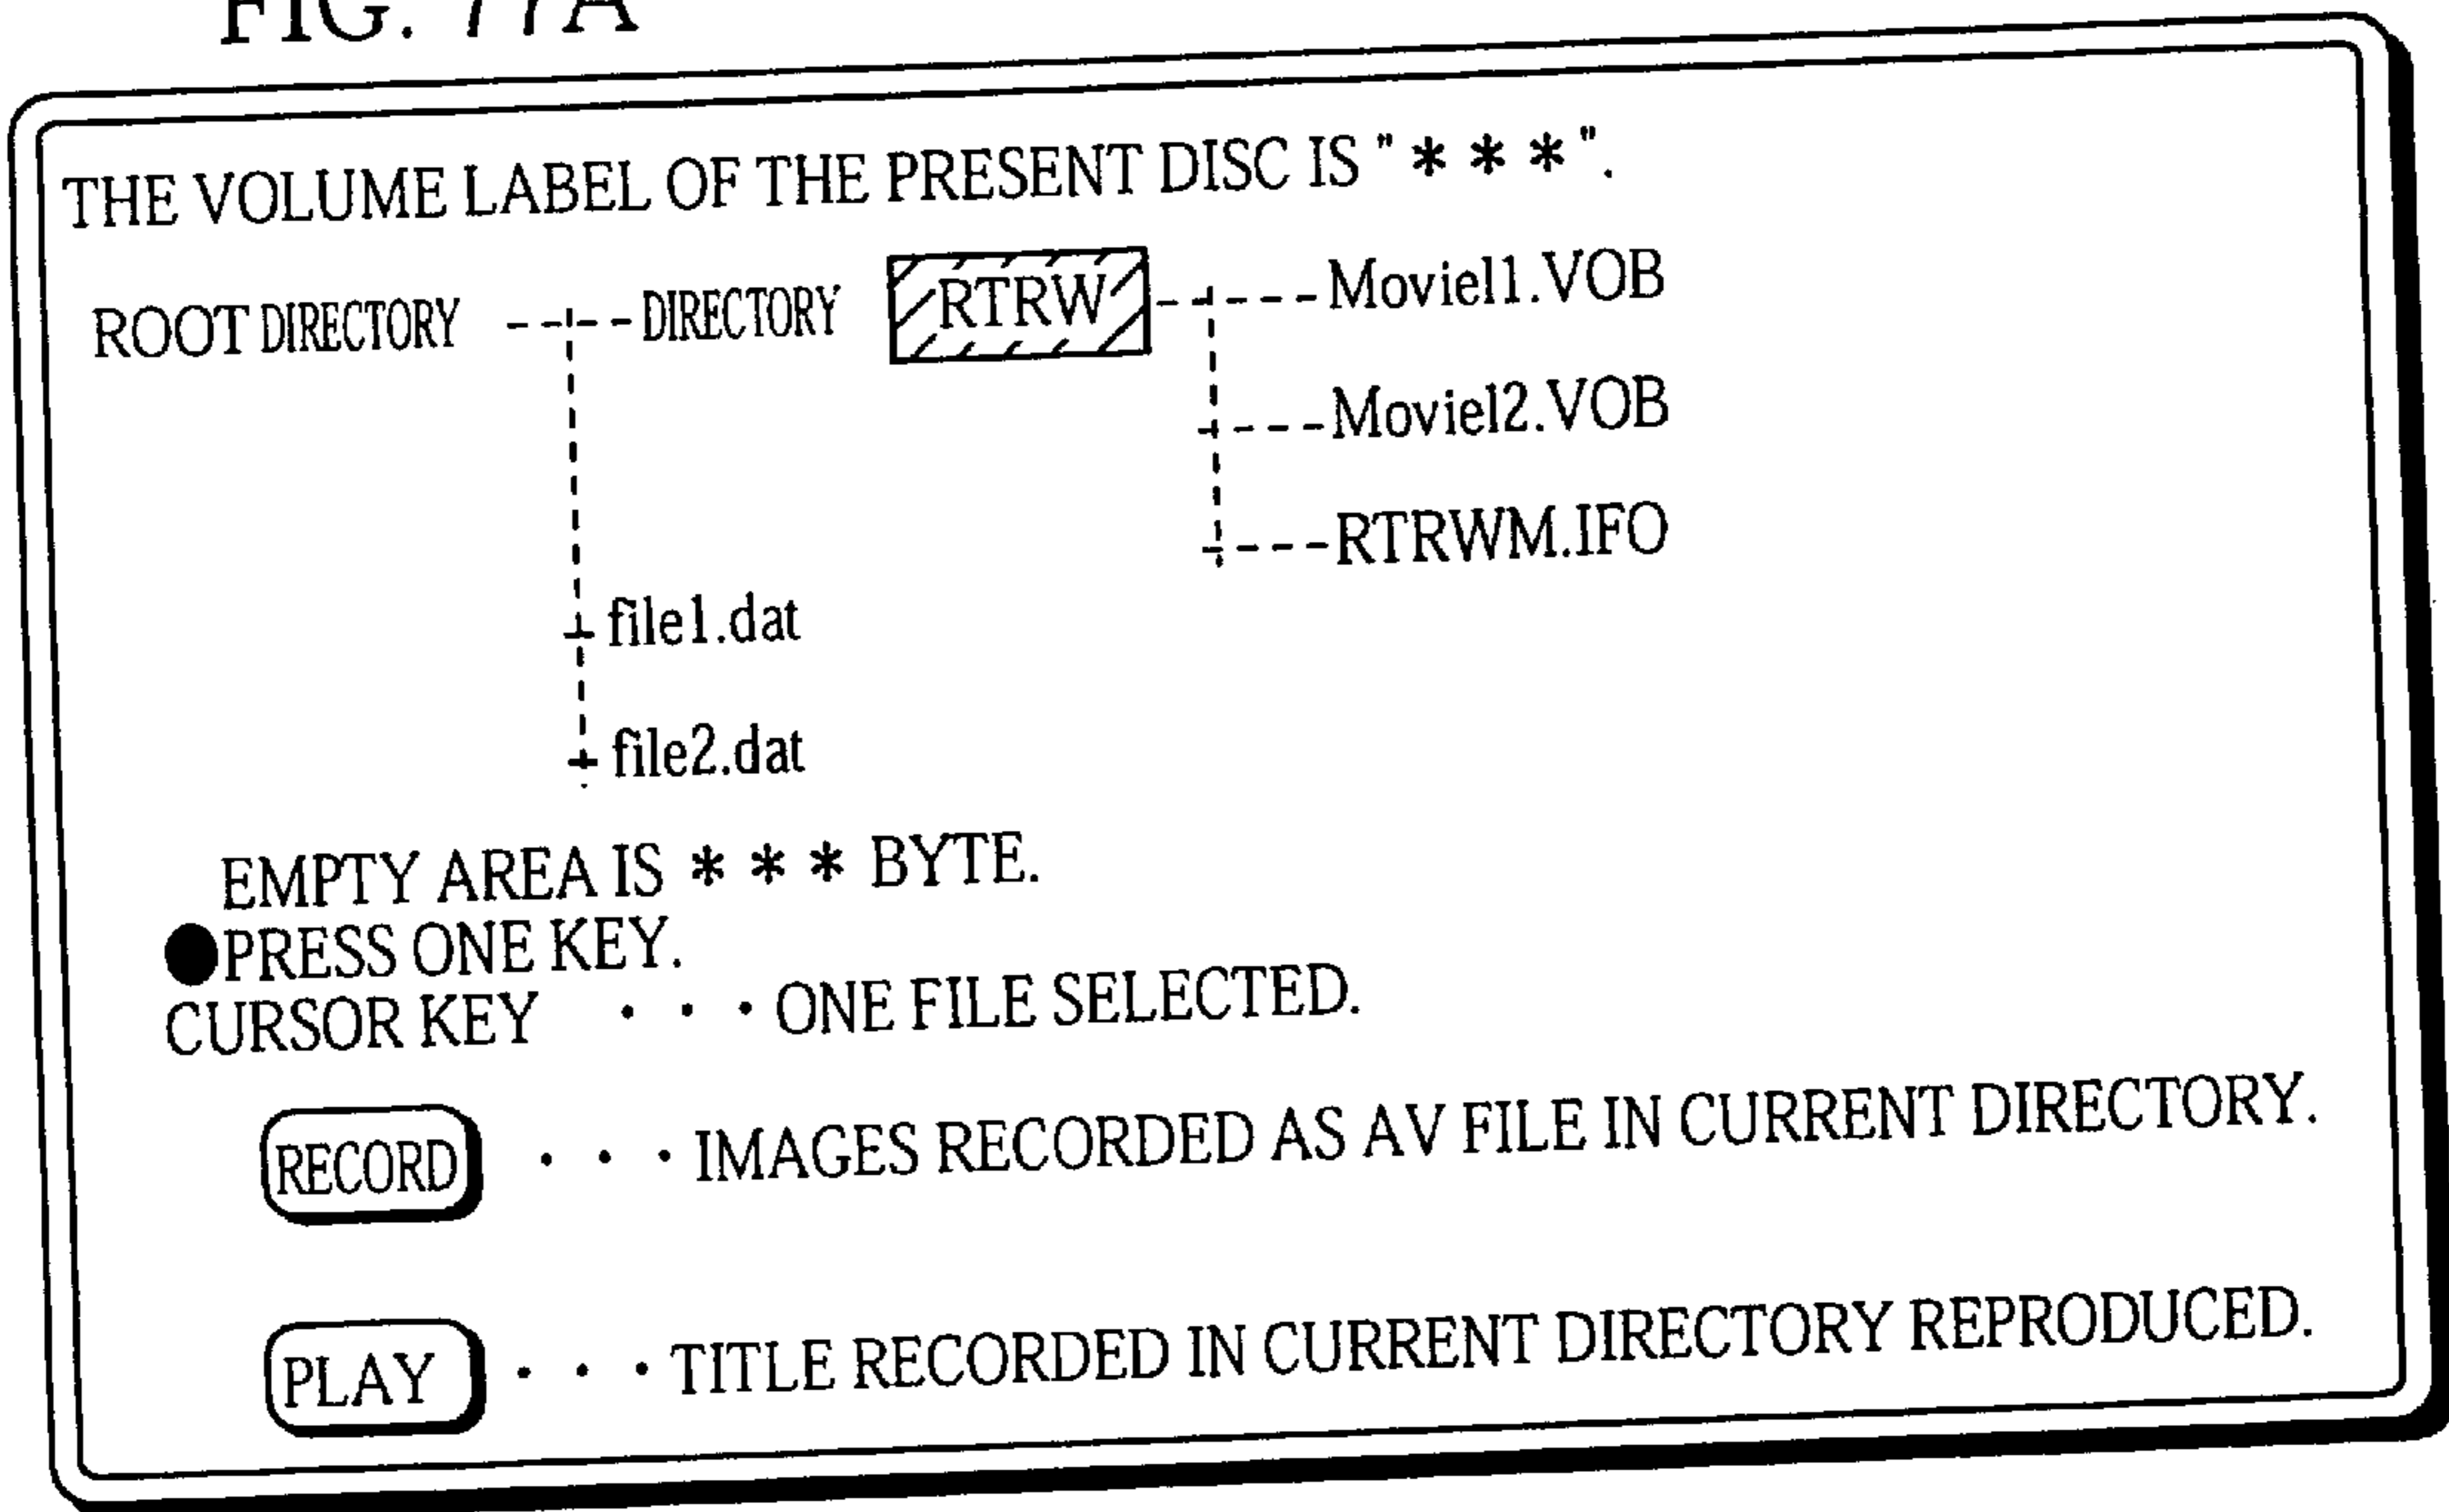 FIG. 77A
THE VOLUME LABEL OF THE PRESENT DISC IS "＊＊＊".
ROOT DIRECTORY DIRECTORY RTRW Moviel1.VOB
Moviel2.VOB
RTRWM.IFO
file1.dat
file2.dat
EMPTY AREA IS ＊＊＊ BYTE.
●PRESS ONE KEY.
CURSOR KEY ・・・ONE FILE SELECTED.
RECORD ・・・IMAGES RECORDED AS AV FILE IN CURRENT DIRECTORY.
PLAY ・・・TITLE RECORDED IN CURRENT DIRECTORY REPRODUCED.